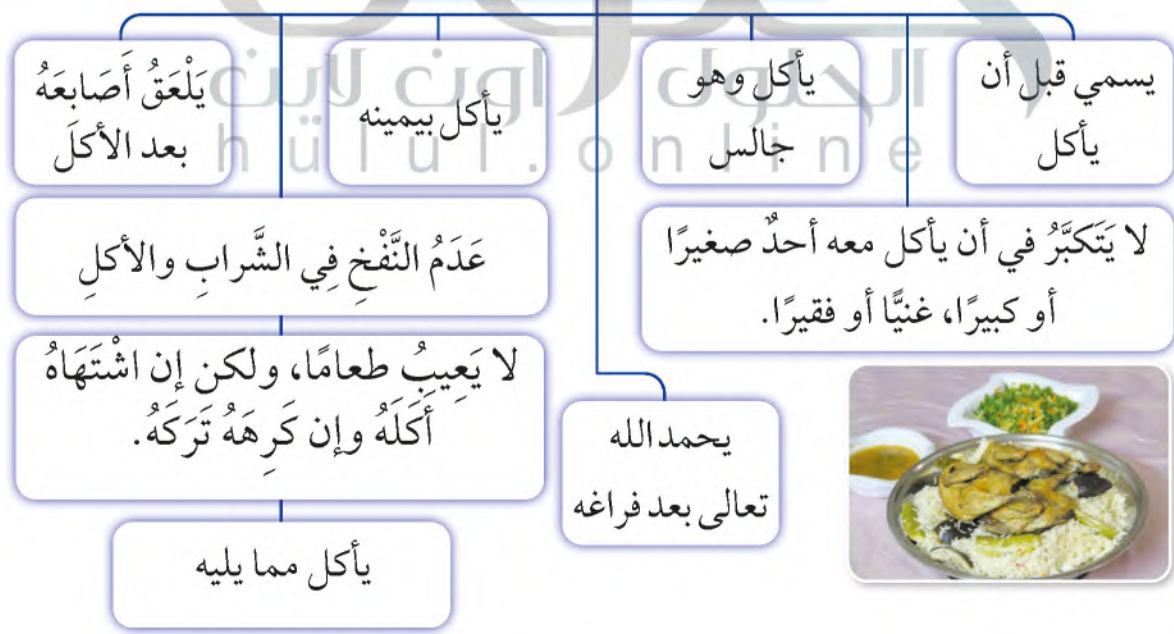 الحلول اون لاين
hulul.online
يسمي قبل أن
يأكل
يأكل وهو
جالس
يأكل بيمينه
يَلْعَقُ أَصَابعَهُ
بعد الأكلَ
لا يَتَكبَّرُ في أن يأكل معه أحدٌ صغيرًا
أو كبيرًا، غنيًّا أو فقيرًا.
عَدَمُ النَّفْخِ فِي الشَّرابِ والأكلِ
لا يَعِيبُ طعامًا، ولكن إن اشْتَهَاهُ
أكَلَهُ وإن كَرِهَهُ تَرَكَهُ.
يحمد الله
تعالى بعد فراغه
يأكل مما يليه